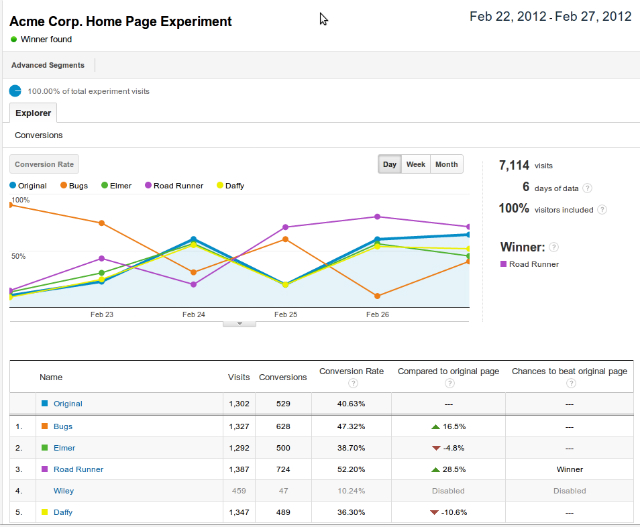 Acme Corp. Home Page Experiment
Feb 22, 2012 - Feb 27, 2012
Winner found
Advanced Segments
100.00% of total experiment visits
Explorer
Conversions
Conversion Rate
Day Week Month
Original Bugs Elmer Road Runner Daffy
100%
50%
Feb 23 Feb 24 Feb 25 Feb 26
7,114 visits
6 days of data ?
100% visitors included ?
Winner: ?
Road Runner
Name Visits Conversions Conversion Rate ? Compared to original page ? Chances to beat original page ?
Original 1,302 529 40.63% --- ---
1. Bugs 1,327 628 47.32% 16.5% ---
2. Elmer 1,292 500 38.70% -4.8% ---
3. Road Runner 1,387 724 52.20% 28.5% Winner
4. Wiley 459 47 10.24% Disabled Disabled
5. Daffy 1,347 489 36.30% -10.6% ---